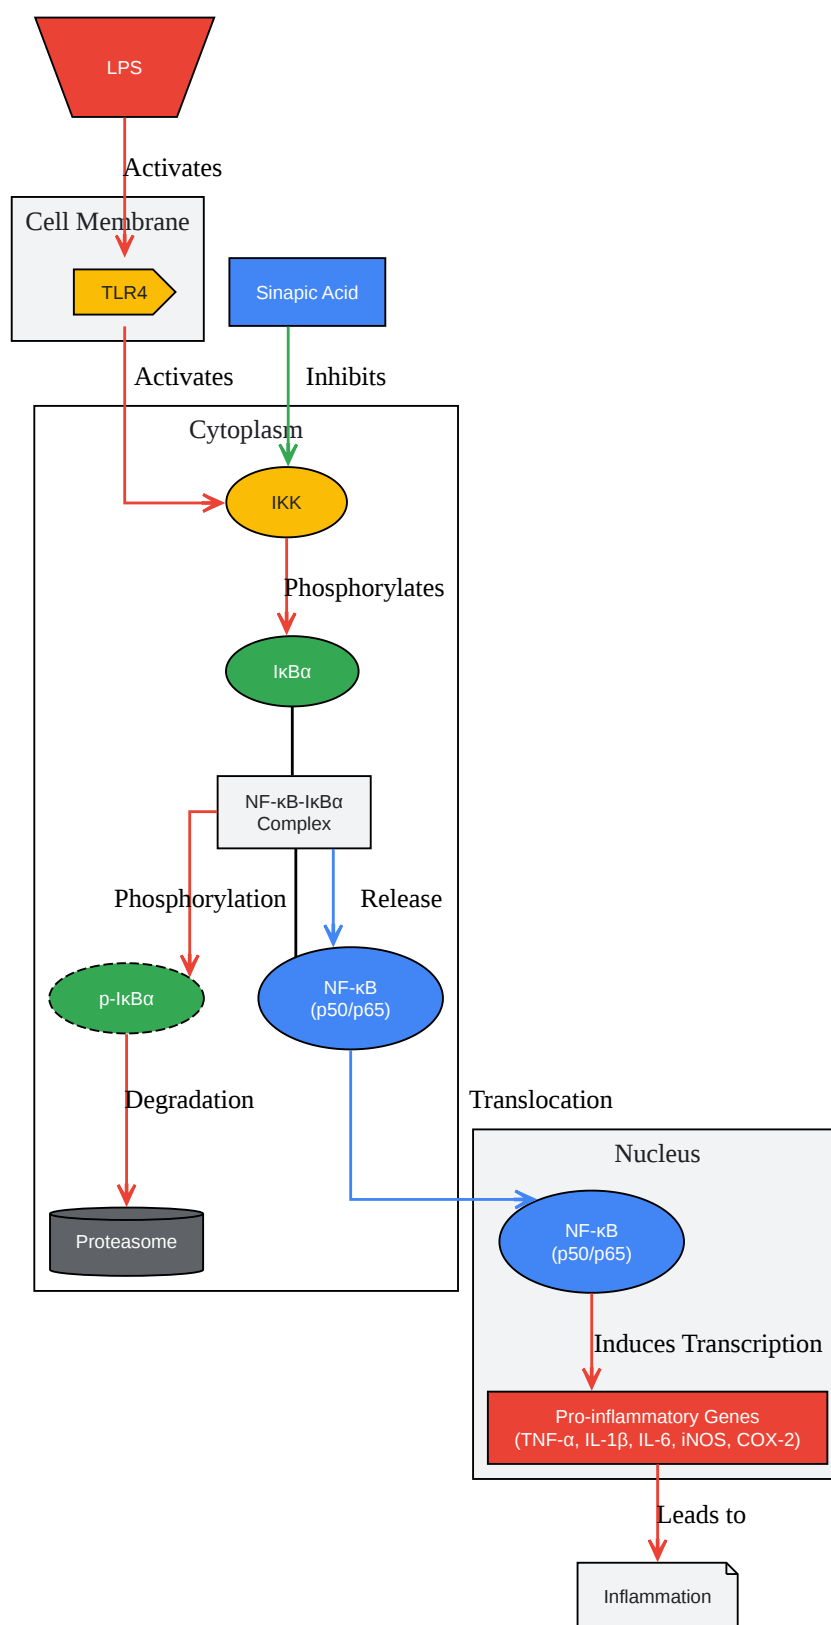 LPS
Activates
Cell Membrane
TLR4
Sinapic Acid
Activates
Inhibits
Cytoplasm
IKK
Phosphorylates
IκBα
NF-κB-IκBα
Complex
Phosphorylation
Release
p-IκBα
NF-κB
(p50/p65)
Degradation
Translocation
Nucleus
Proteasome
NF-κB
(p50/p65)
Induces Transcription
Pro-inflammatory Genes
(TNF-α, IL-1β, IL-6, iNOS, COX-2)
Leads to
Inflammation